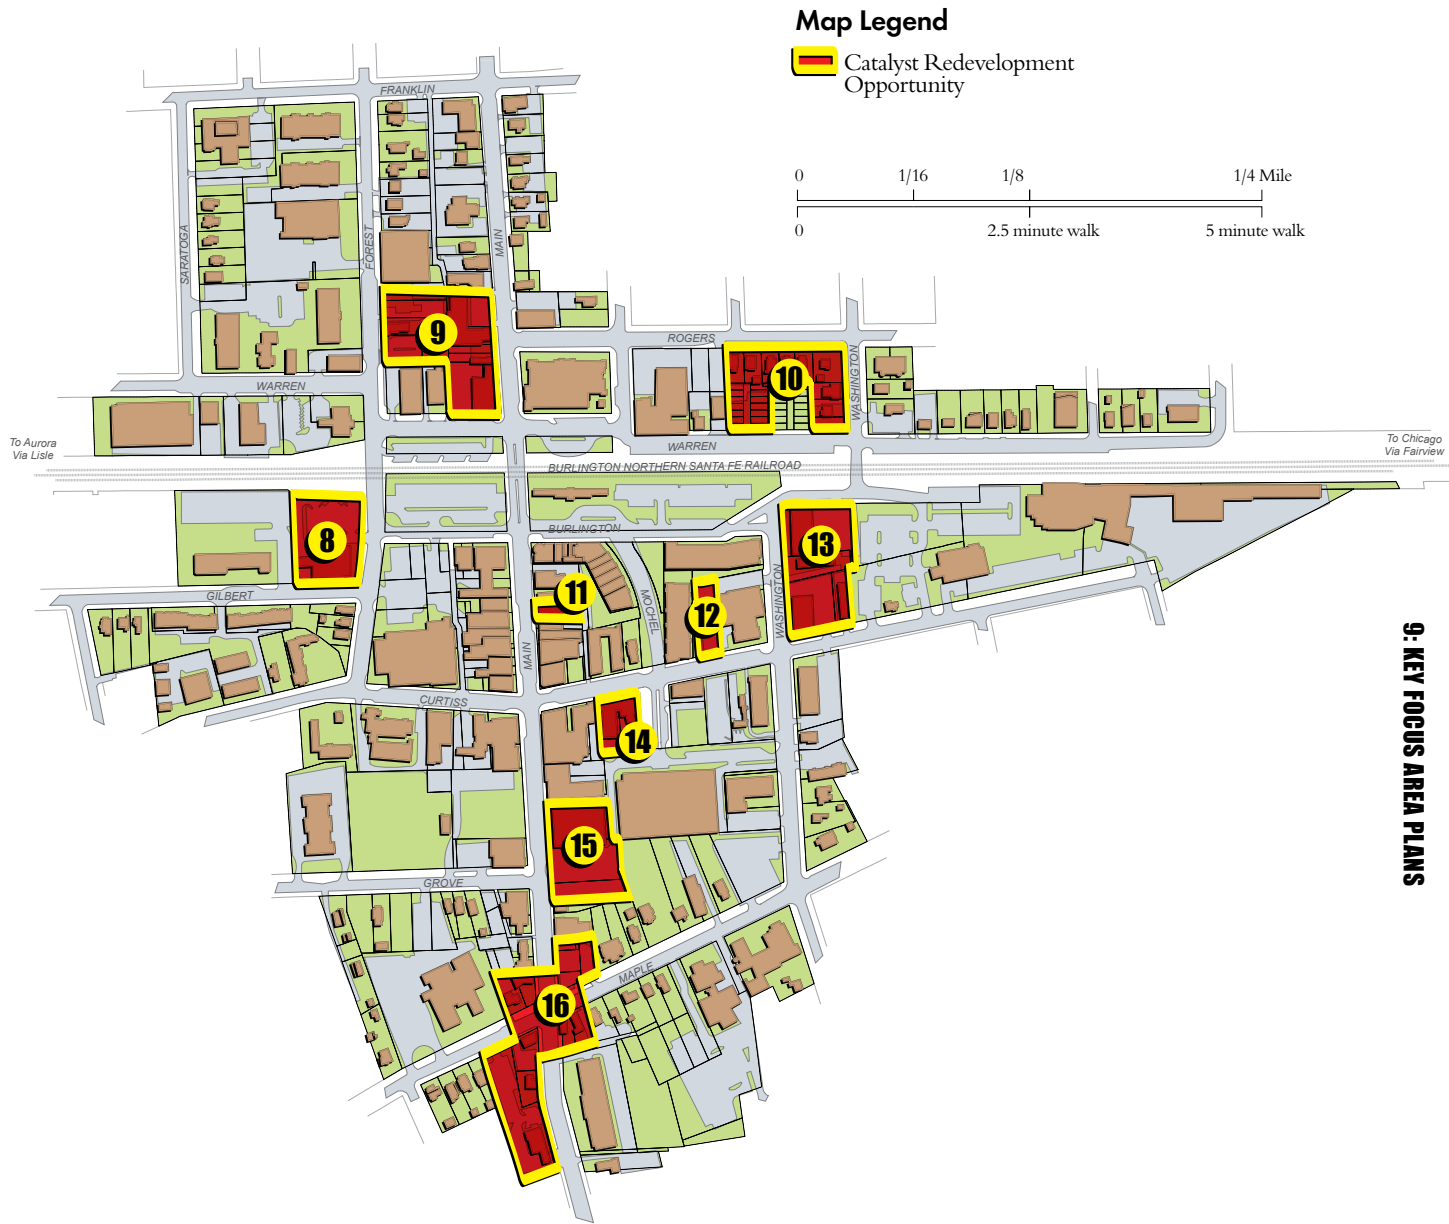 Map Legend
Catalyst Redevelopment
Opportunity
0 1/16 1/8 1/4 Mile
0 2.5 minute walk 5 minute walk
FRANKLIN
SARATOGA
FOREST
MAIN
9
ROGERS
10
WASHINGTON
WARREN
WARREN
To Aurora
Via Lisle
To Chicago
Via Fairview
BURLINGTON NORTHERN SANTA FE RAILROAD
8
BURLINGTON
13
GILBERT
11
MOCHEL
12
WASHINGTON
MAIN
CURTISS
14
15
GROVE
MAPLE
16
9: KEY FOCUS AREA PLANS